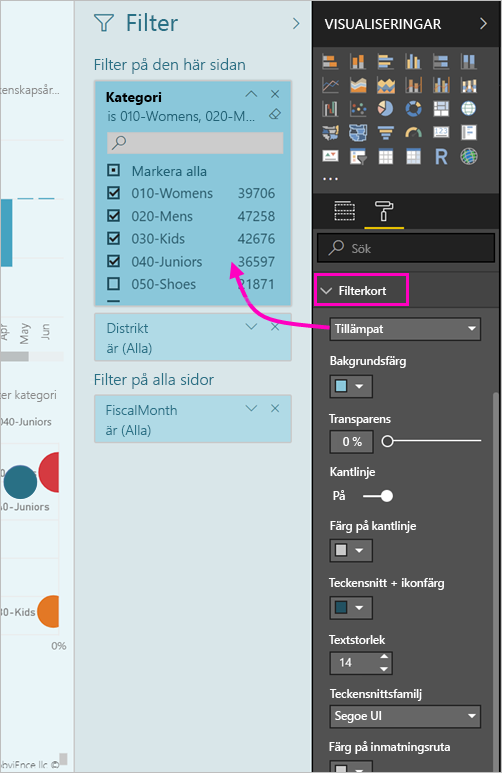 enskapsår...
Apr
May
Jun
er kategori
040-Juniors
40-Juniors
30-Kids
0%
obviEnce llc ©
Filter
Filter på den här sidan
Kategori
is 010-Womens, 020-M...
Markera alla
010-Womens 39706
020-Mens 47258
030-Kids 42676
040-Juniors 36597
050-Shoes 21871
Distrikt
är (Alla)
Filter på alla sidor
FiscalMonth
är (Alla)
VISUALISERINGAR
R
...
Sök
Filterkort
Tillämpat
Bakgrundsfärg
Transparens
0 %
Kantlinje
På
Färg på kantlinje
Teckensnitt + ikonfärg
Textstorlek
14
Teckensnittsfamilj
Segoe UI
Färg på inmatningsruta